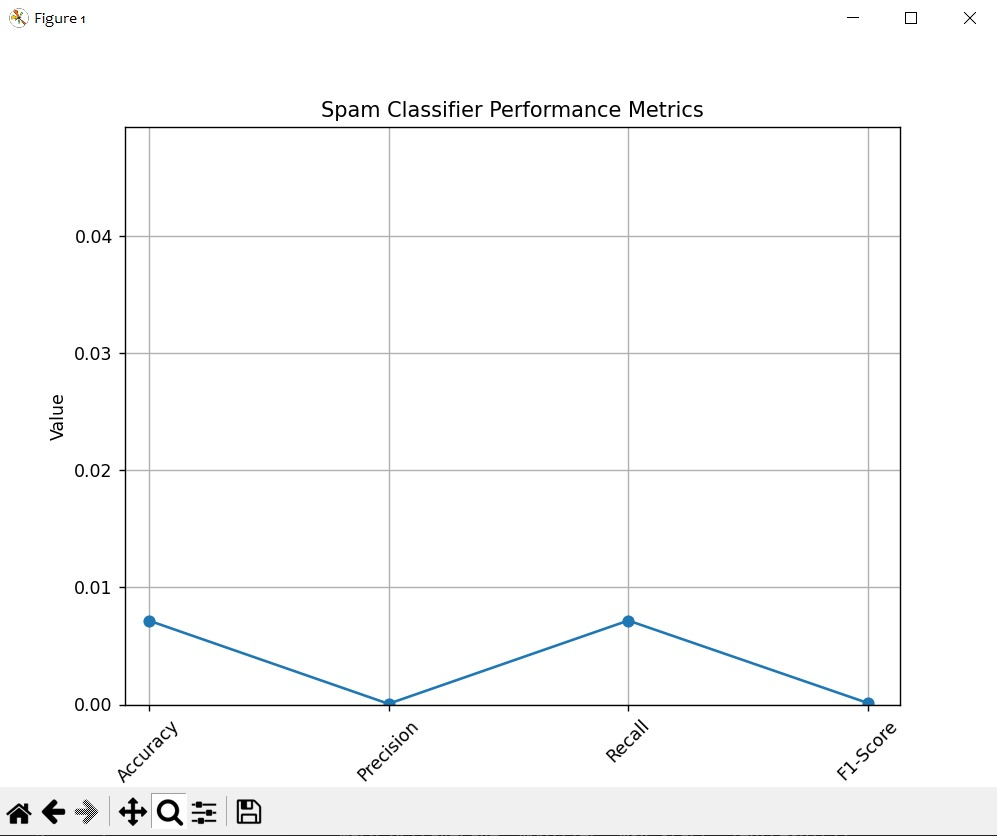 Figure 1
Spam Classifier Performance Metrics
0.04
0.03
0.02
0.01
0.00
Value
Accuracy
Precision
Recall
F1-Score